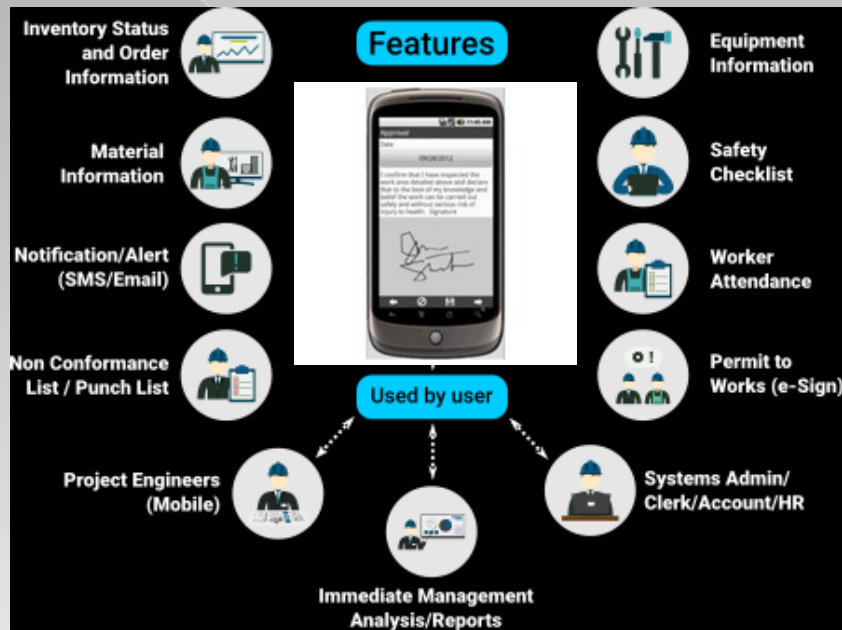 Features
Inventory Status
and Order
Information
Material
Information
Notification/Alert
(SMS/Email)
Non Conformance
List / Punch List
11:45 AM
Approval
Date
09/28/2012
I confirm that I have inspected the
work area detailed above and declare
that to the best of my knowledge and
belief the work can be carried out
safely and without serious risk of
injury to health. Signature
Equipment
Information
Safety
Checklist
Worker
Attendance
Permit to
Works (e-Sign)
Used by user
Project Engineers
(Mobile)
Immediate Management
Analysis/Reports
Systems Admin/
Clerk/Account/HR